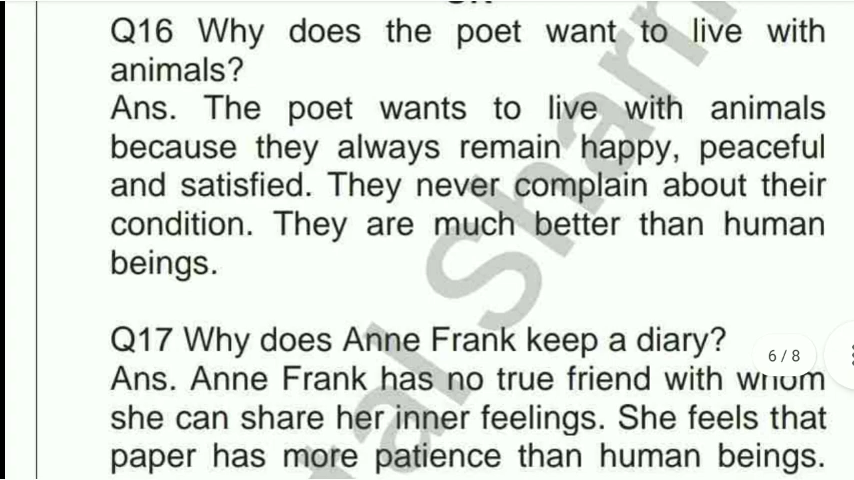 Q16 Why does the poet want to live with
animals?
Ans. The poet wants to live with animals
because they always remain happy, peaceful
and satisfied. They never complain about their
condition. They are much better than human
beings.
Q17 Why does Anne Frank keep a diary?
6 / 8
Ans. Anne Frank has no true friend with whom
she can share her inner feelings. She feels that
paper has more patience than human beings.